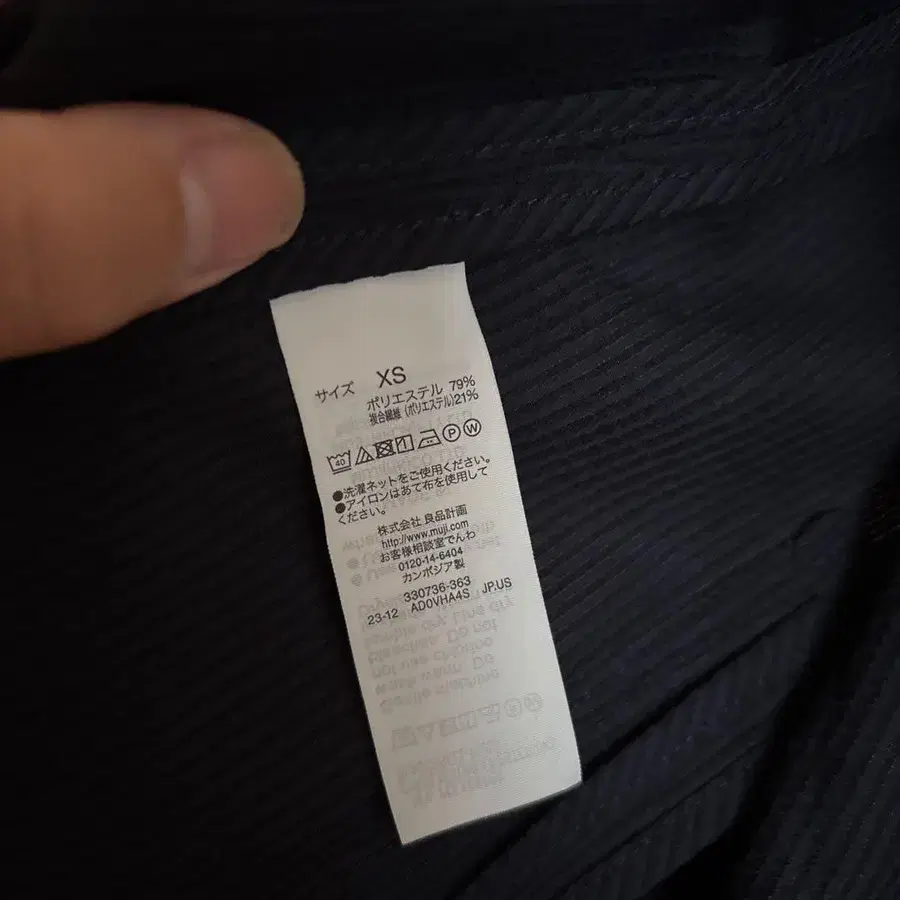 サイズ XS
ポリエステル 79%
複合繊維(ポリエステル)21%
40 P W
●洗濯ネットをご使用ください。
●アイロンはあて布を使用して
ください。
株式会社 良品計画
http://www.muji.com
お客様相談室でんわ
0120-14-6404
カンボジア製
330736-363
23-12 AD0VHA4S JP.US